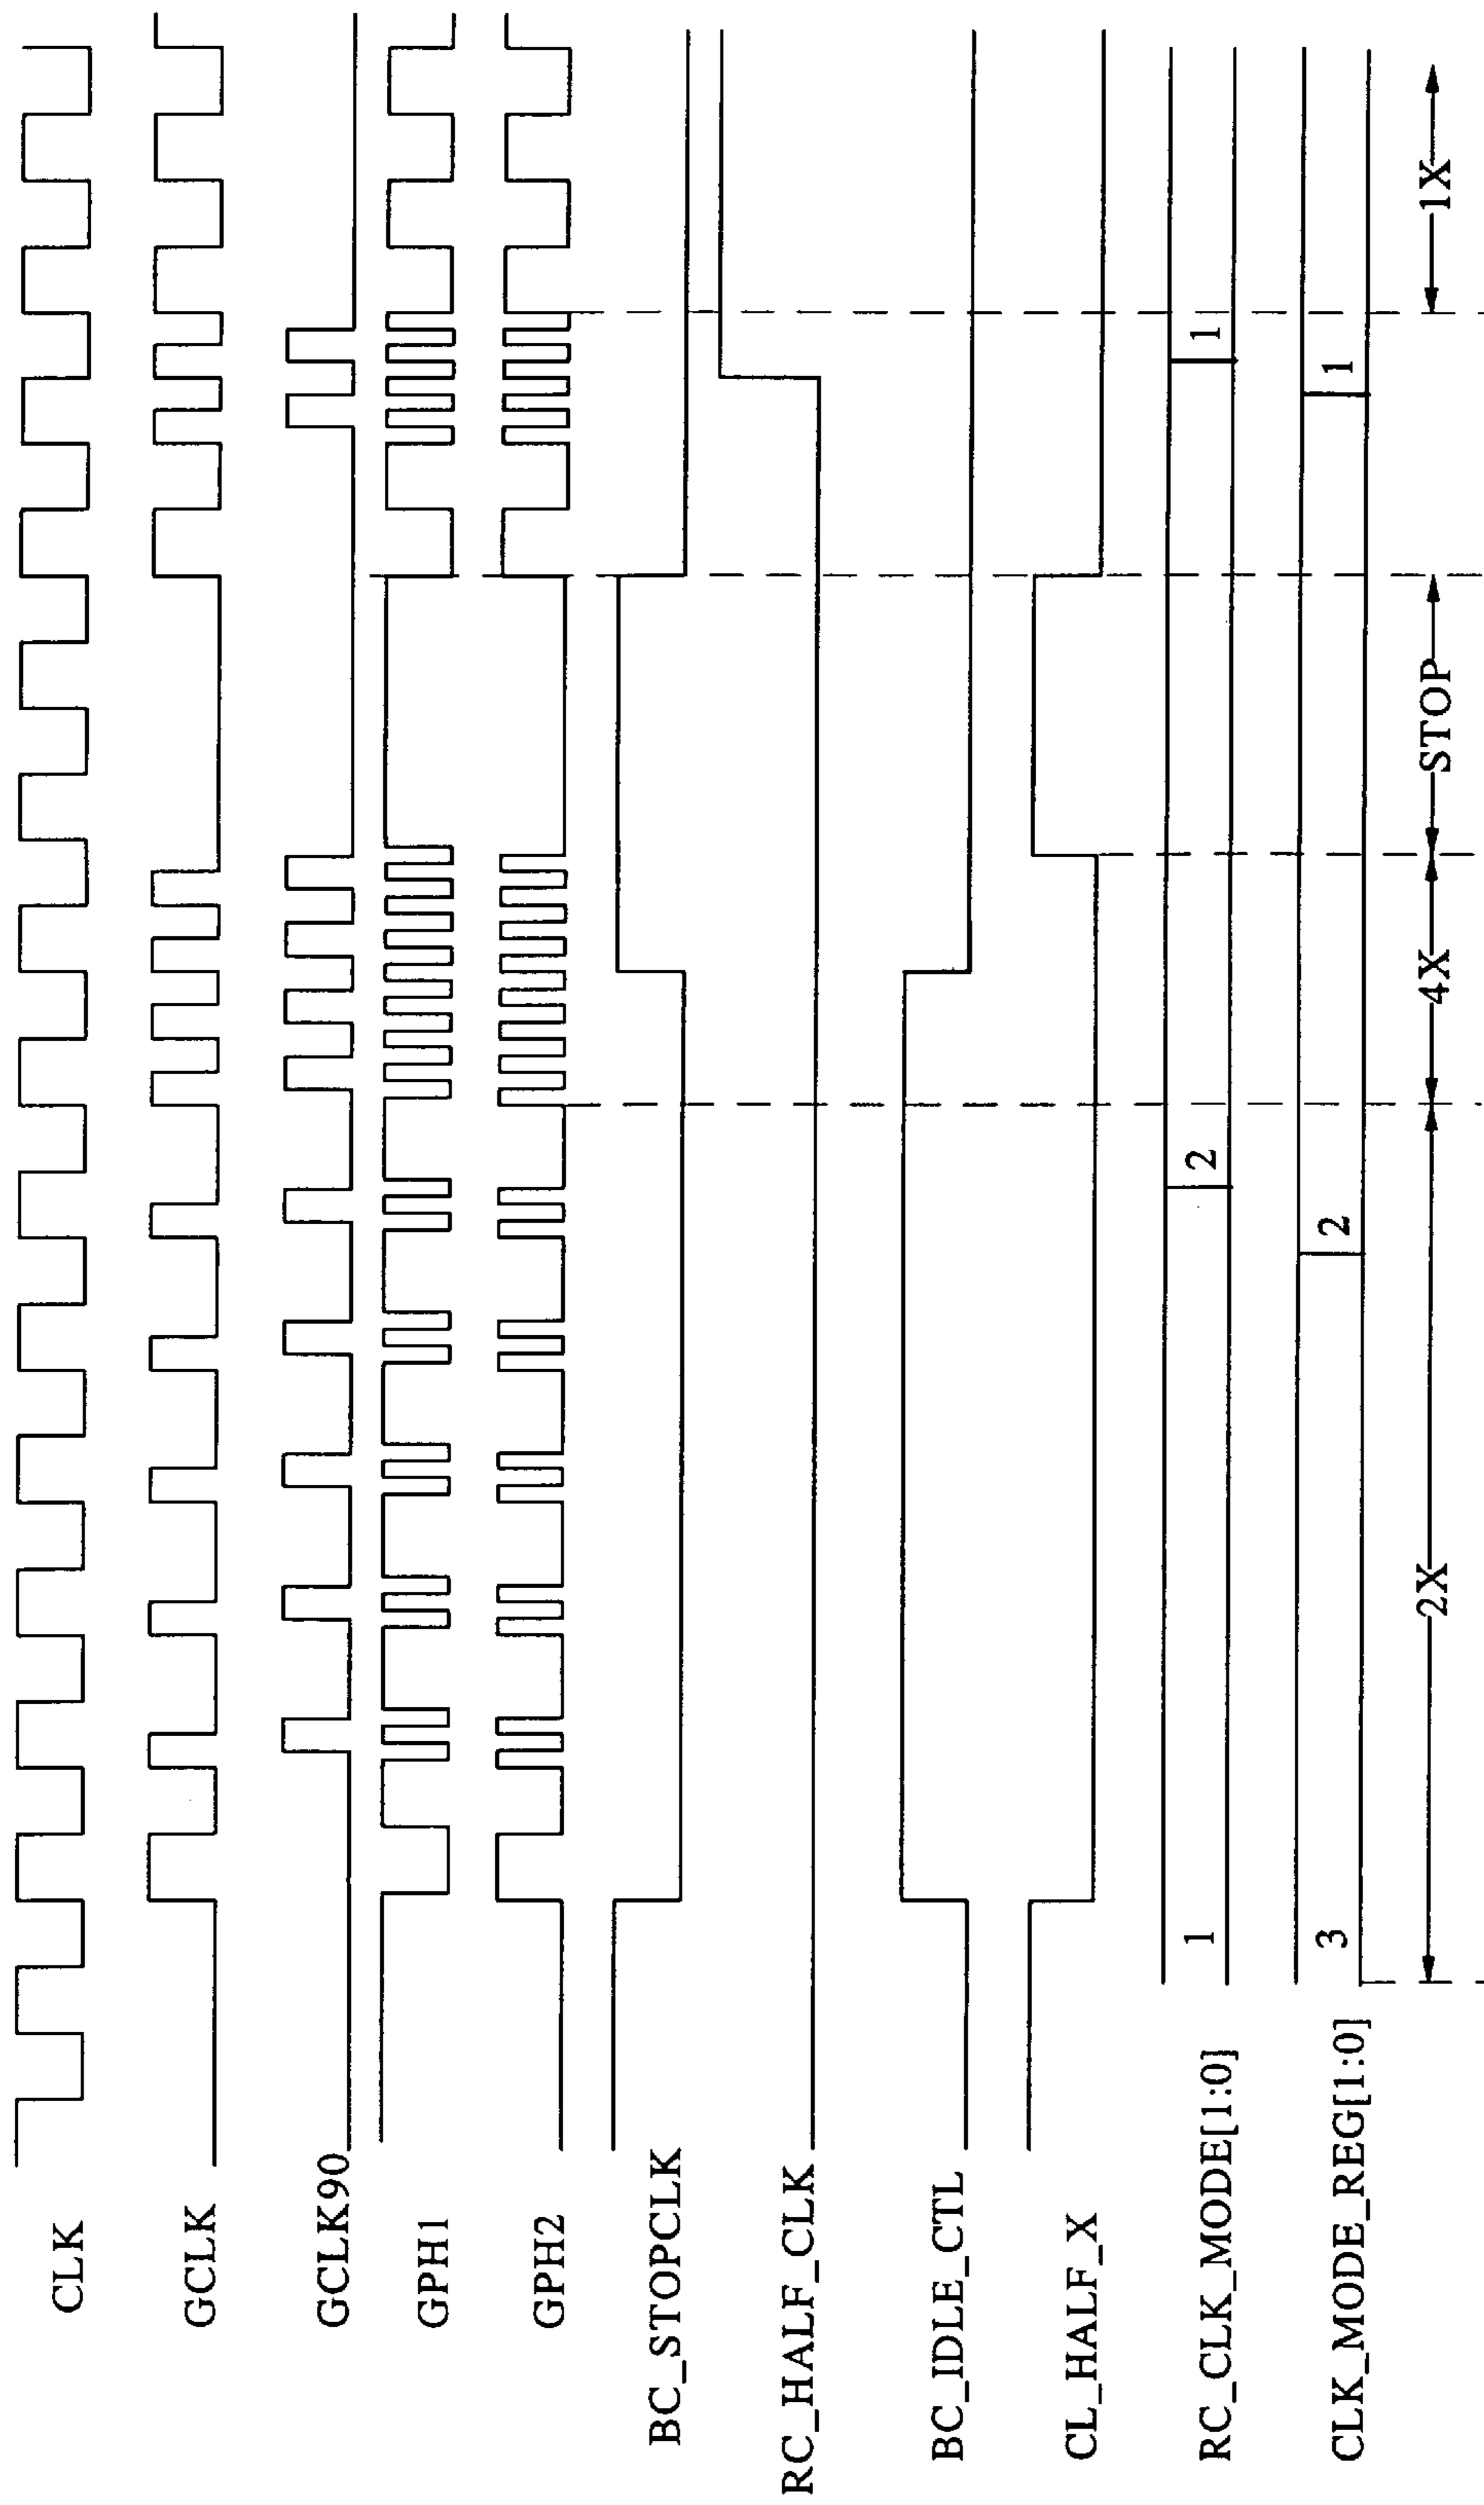 CLK
GCLK
GCLK90
GPH1
GPH2
BC_STOPCLK
RC_HALF_CLK
BC_IDLE_CTL
CL_HALF_X
RC_CLK_MODE[1:0] 1 2 1
CLK_MODE_REG[1:0] 3 2 1
2X 4X STOP 1X